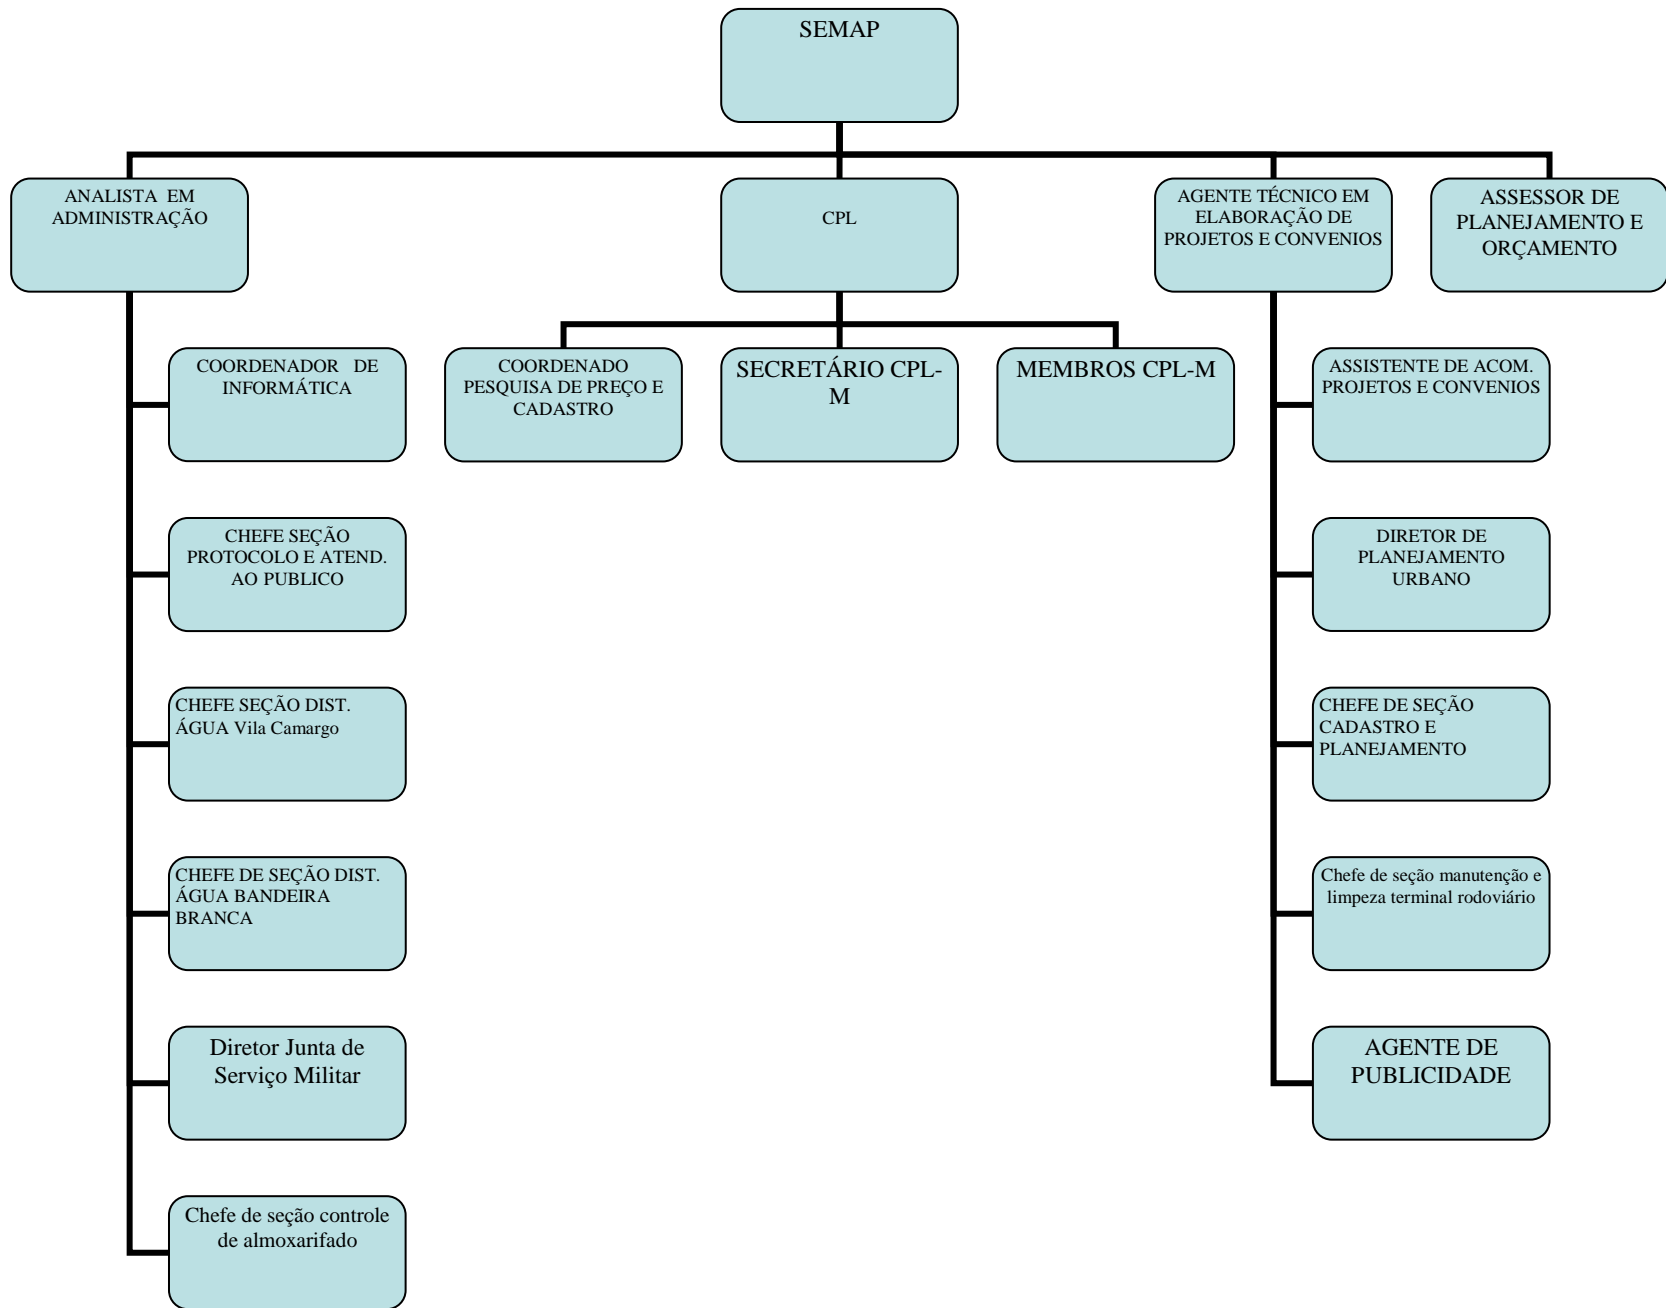 SEMAP
ANALISTA EM
ADMINISTRAÇÃO
CPL
AGENTE TÉCNICO EM
ELABORAÇÃO DE
PROJETOS E CONVENIOS
ASSESSOR DE
PLANEJAMENTO E
ORÇAMENTO
COORDENADOR DE
INFORMÁTICA
COORDENADO
PESQUISA DE PREÇO E
CADASTRO
SECRETÁRIO CPL-
M
MEMBROS CPL-M
ASSISTENTE DE ACOM.
PROJETOS E CONVENIOS
CHEFE SEÇÃO
PROTOCOLO E ATEND.
AO PUBLICO
DIRETOR DE
PLANEJAMENTO
URBANO
CHEFE SEÇÃO DIST.
ÁGUA Vila Camargo
CHEFE DE SEÇÃO
CADASTRO E
PLANEJAMENTO
CHEFE DE SEÇÃO DIST.
ÁGUA BANDEIRA
BRANCA
Chefe de seção manutenção e
limpeza terminal rodoviário
Diretor Junta de
Serviço Militar
AGENTE DE
PUBLICIDADE
Chefe de seção controle
de almoxarifado